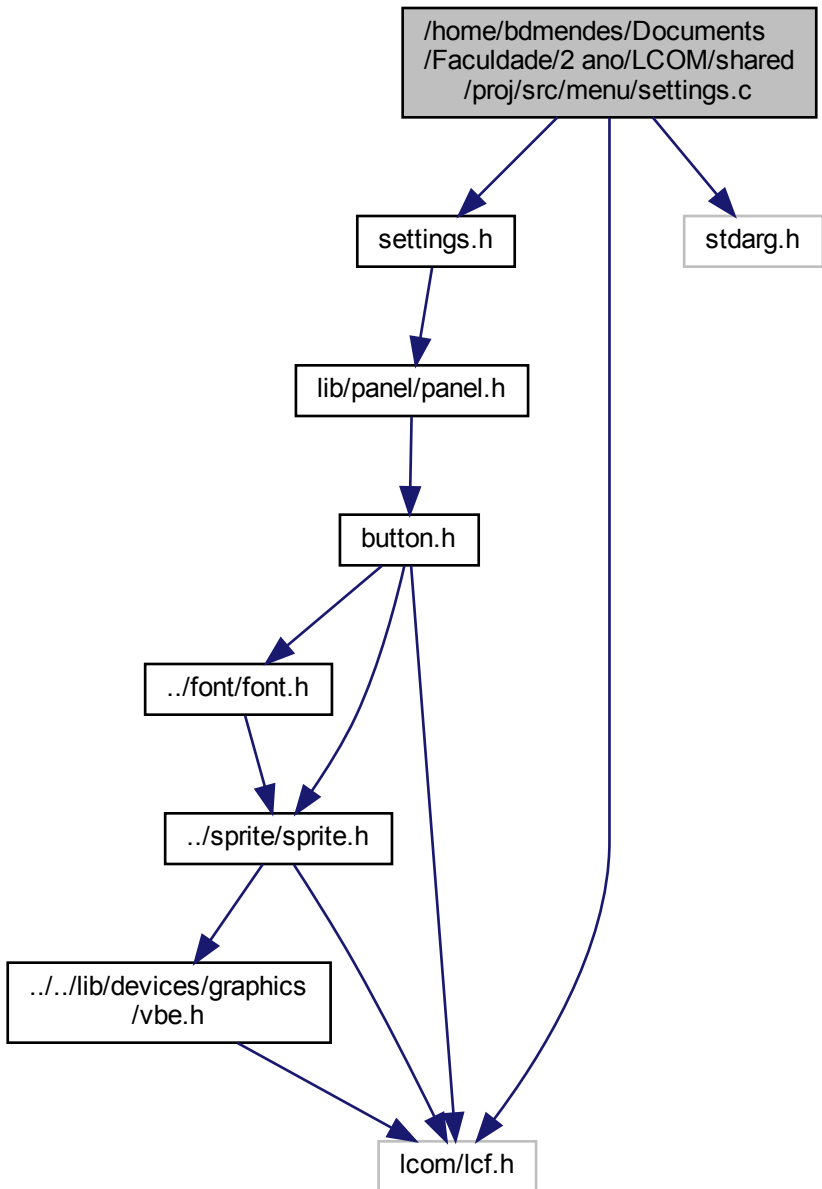 /home/bdmendes/Documents
/Faculdade/2 ano/LCOM/shared
/proj/src/menu/settings.c
settings.h
stdarg.h
lib/panel/panel.h
button.h
../font/font.h
../sprite/sprite.h
../../lib/devices/graphics
/vbe.h
lcom/lcf.h